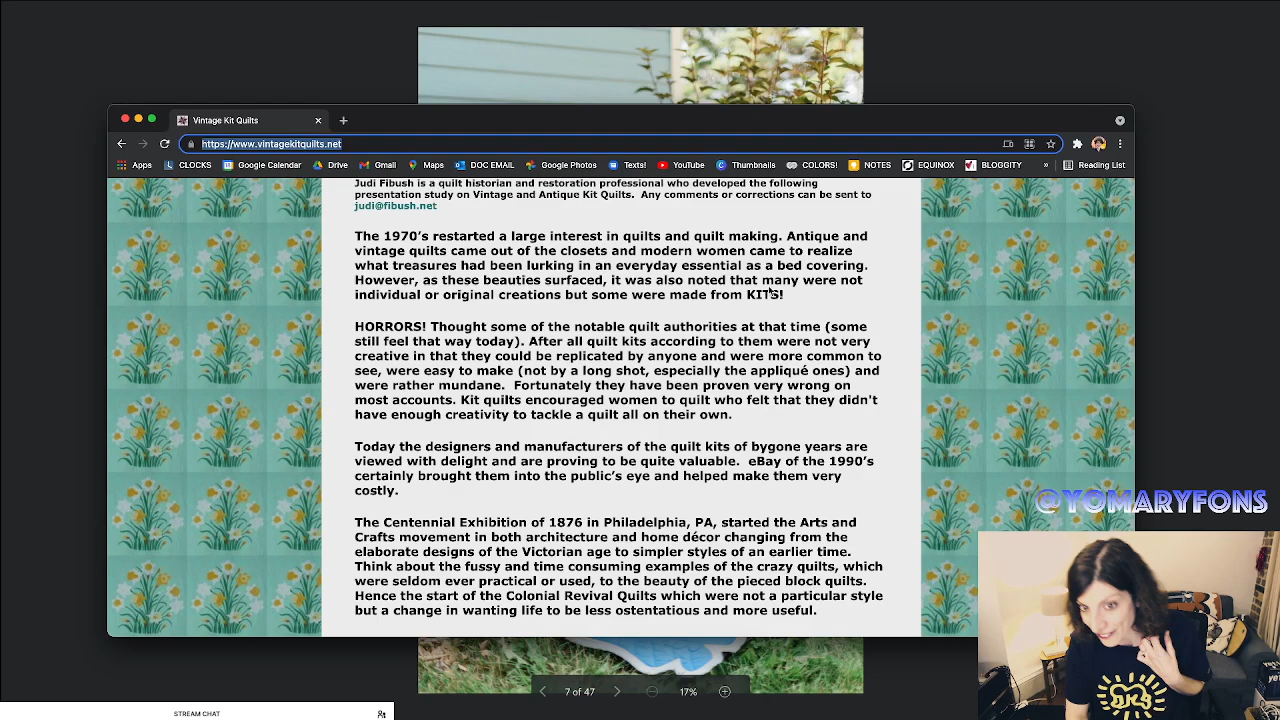 Vintage Kit Quilts
https://www.vintagekitquilts.net
Apps CLOCKS Google Calendar Drive Gmail Maps DOC EMAIL Google Photos Texts! YouTube Thumbnails COLORS! NOTES EQUINOX BLOGGITY » Reading List
Judi Fibush is a quilt historian and restoration professional who developed the following
presentation study on Vintage and Antique Kit Quilts. Any comments or corrections can be sent to
judi@fibush.net
The 1970's restarted a large interest in quilts and quilt making. Antique and
vintage quilts came out of the closets and modern women came to realize
what treasures had been lurking in an everyday essential as a bed covering.
However, as these beauties surfaced, it was also noted that many were not
individual or original creations but some were made from KITS!
HORRORS! Thought some of the notable quilt authorities at that time (some
still feel that way today). After all quilt kits according to them were not very
creative in that they could be replicated by anyone and were more common to
see, were easy to make (not by a long shot, especially the appliqué ones) and
were rather mundane. Fortunately they have been proven very wrong on
most accounts. Kit quilts encouraged women to quilt who felt that they didn't
have enough creativity to tackle a quilt all on their own.
Today the designers and manufacturers of the quilt kits of bygone years are
viewed with delight and are proving to be quite valuable. eBay of the 1990's
certainly brought them into the public's eye and helped make them very
costly.
The Centennial Exhibition of 1876 in Philadelphia, PA, started the Arts and
Crafts movement in both architecture and home décor changing from the
elaborate designs of the Victorian age to simpler styles of an earlier time.
Think about the fussy and time consuming examples of the crazy quilts, which
were seldom ever practical or used, to the beauty of the pieced block quilts.
Hence the start of the Colonial Revival Quilts which were not a particular style
but a change in wanting life to be less ostentatious and more useful.
@YOMARYFONS
7 of 47 17%
STREAM CHAT